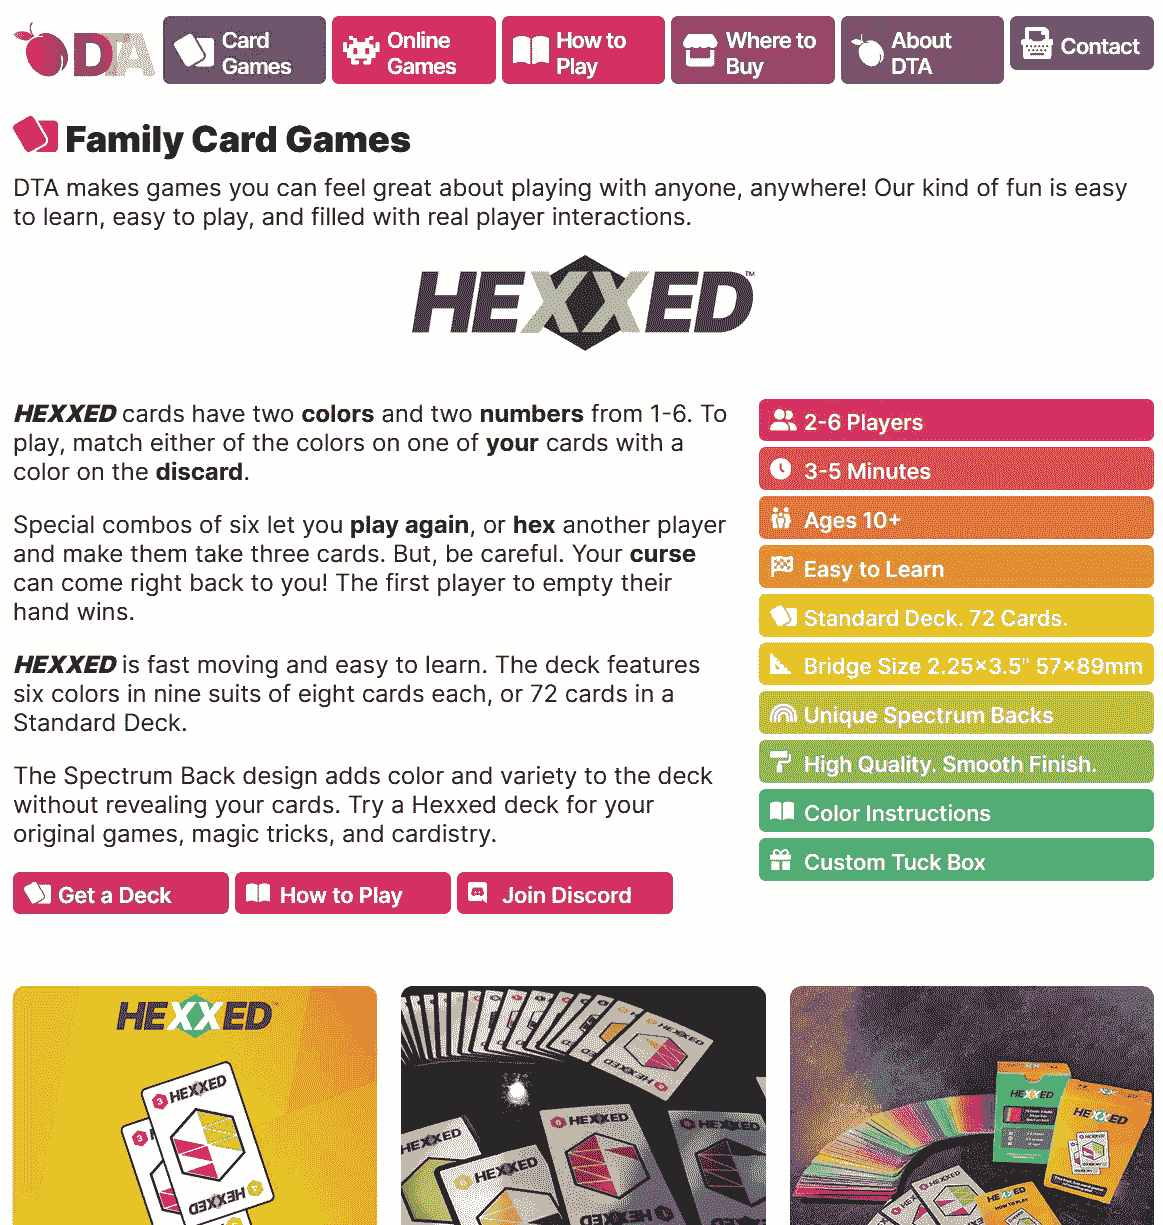 DTA
Card
Games
Online
Games
How to
Play
Where to
Buy
About
DTA
Contact
Family Card Games
DTA makes games you can feel great about playing with anyone, anywhere! Our kind of fun is easy
to learn, easy to play, and filled with real player interactions.
HEXXED™
HEXXED cards have two colors and two numbers from 1-6. To
play, match either of the colors on one of your cards with a
color on the discard.
Special combos of six let you play again, or hex another player
and make them take three cards. But, be careful. Your curse
can come right back to you! The first player to empty their
hand wins.
HEXXED is fast moving and easy to learn. The deck features
six colors in nine suits of eight cards each, or 72 cards in a
Standard Deck.
The Spectrum Back design adds color and variety to the deck
without revealing your cards. Try a Hexxed deck for your
original games, magic tricks, and cardistry.
Get a Deck
How to Play
Join Discord
2-6 Players
3-5 Minutes
Ages 10+
Easy to Learn
Standard Deck. 72 Cards.
Bridge Size 2.25×3.5" 57×89mm
Unique Spectrum Backs
High Quality. Smooth Finish.
Color Instructions
Custom Tuck Box
HEXXED
3 HEXXED
3
HEXXED
HEXXED
HEXXED
HEXXED
HEXXED
HEXXED
HEXXED
HEXXED
HEXXED
HEXXED
HEXXED
HEXXED
HOW TO PLAY